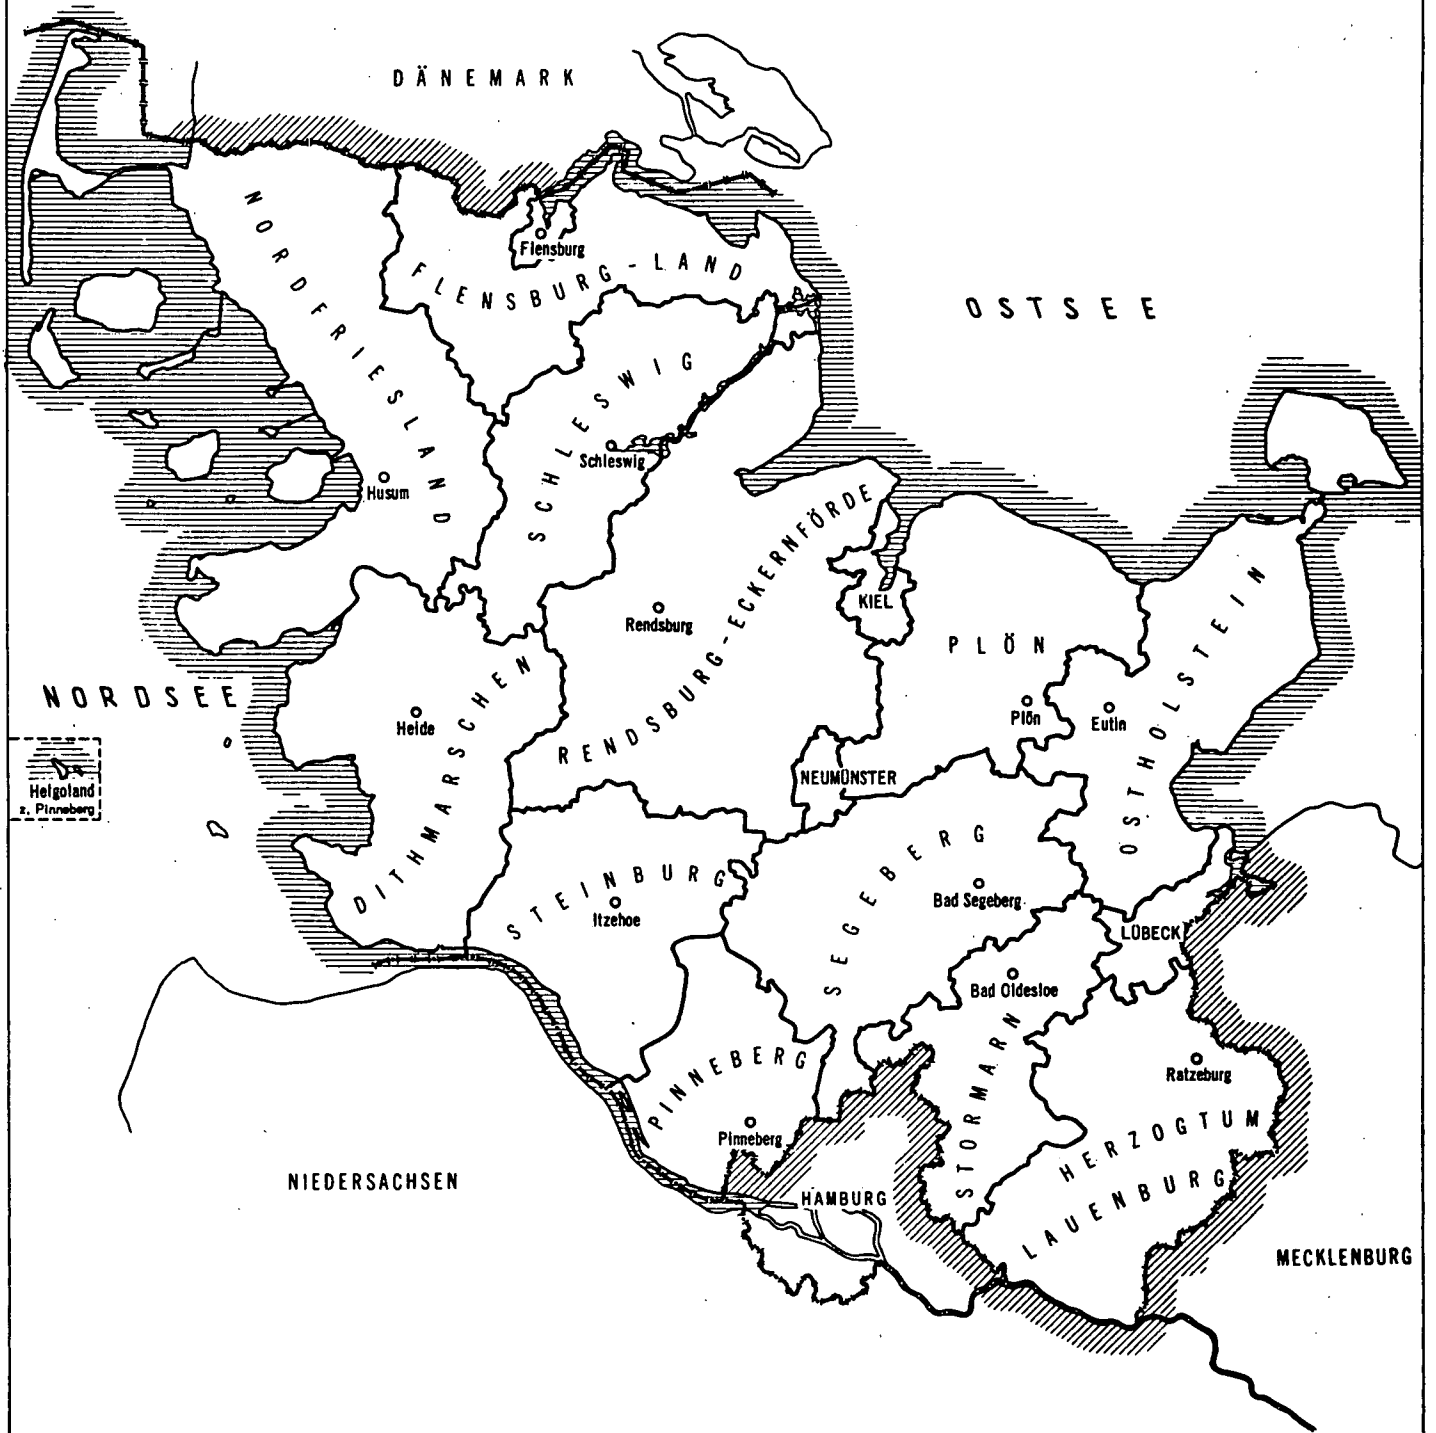 DÄNEMARK
NORDFRIESLAND
Flensburg
FLENSBURG-LAND
OSTSEE
SCHLESWIG
Schleswig
Husum
RENDSBURG-ECKERNFÖRDE
KIEL
Rendsburg
PLÖN
OSTHOLSTEIN
NORDSEE
Heide
Plön
Eutin
DITHMARSCHEN
NEUMÜNSTER
Helgoland
z. Pinneberg
STEINBURG
Itzehoe
SEGEBERG
Bad Segeberg
LÜBECK
Bad Oldesloe
STORMARN
PINNEBERG
Ratzeburg
Pinneberg
HERZOGTUM
LAUENBURG
NIEDERSACHSEN
HAMBURG
MECKLENBURG